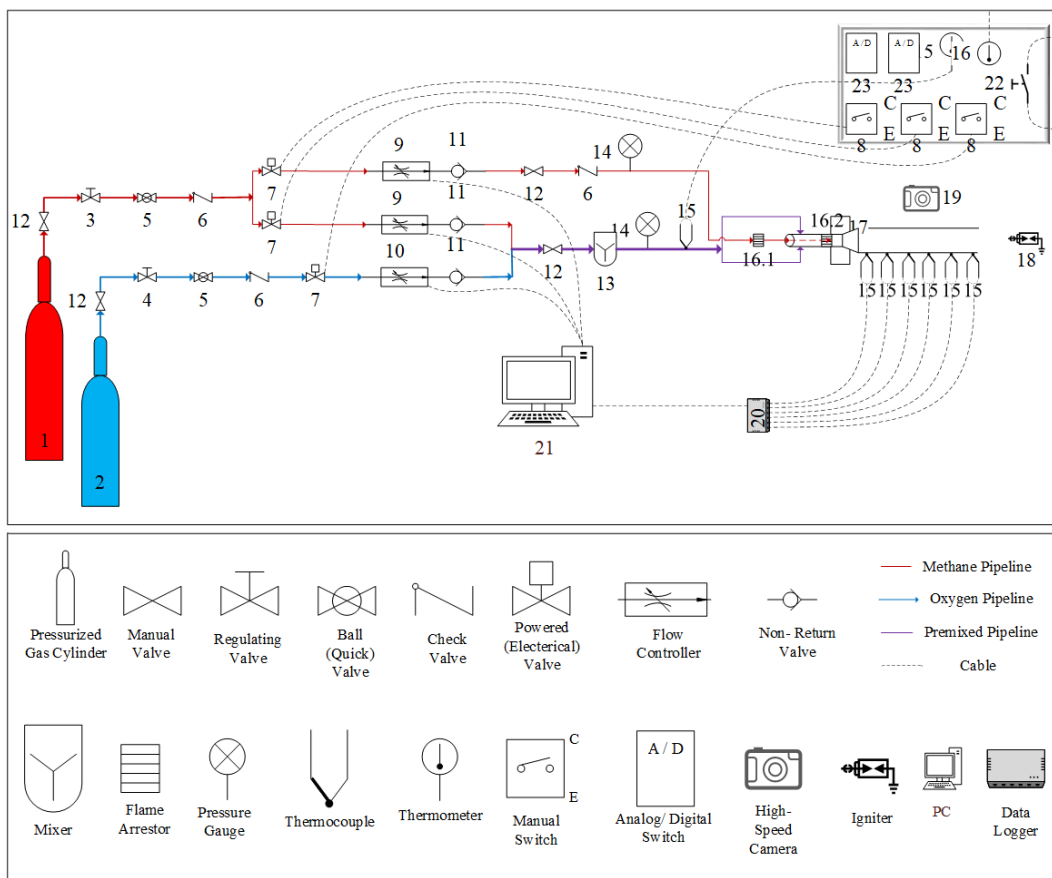 A / D
A / D
15
16
23
23
22
C
C
C
E
E
E
8
8
8
9
11
14
7
11
12
6
12
3
5
6
9
14
15
19
16.2
17
7
10
11
12
13
16.1
18
12
4
5
6
7
15
15
15
15
15
15
20
21
1
2
Pressurized
Gas Cylinder
Manual
Valve
Regulating
Valve
Ball
(Quick)
Valve
Check
Valve
Powered
(Electerical)
Valve
Flow
Controller
Non- Return
Valve
Methane Pipeline
Oxygen Pipeline
Premixed Pipeline
Cable
Mixer
Flame
Arrestor
Pressure
Gauge
Thermocouple
Thermometer
C
E
Manual
Switch
A / D
Analog/ Digital
Switch
High-
Speed
Camera
Igniter
PC
Data
Logger